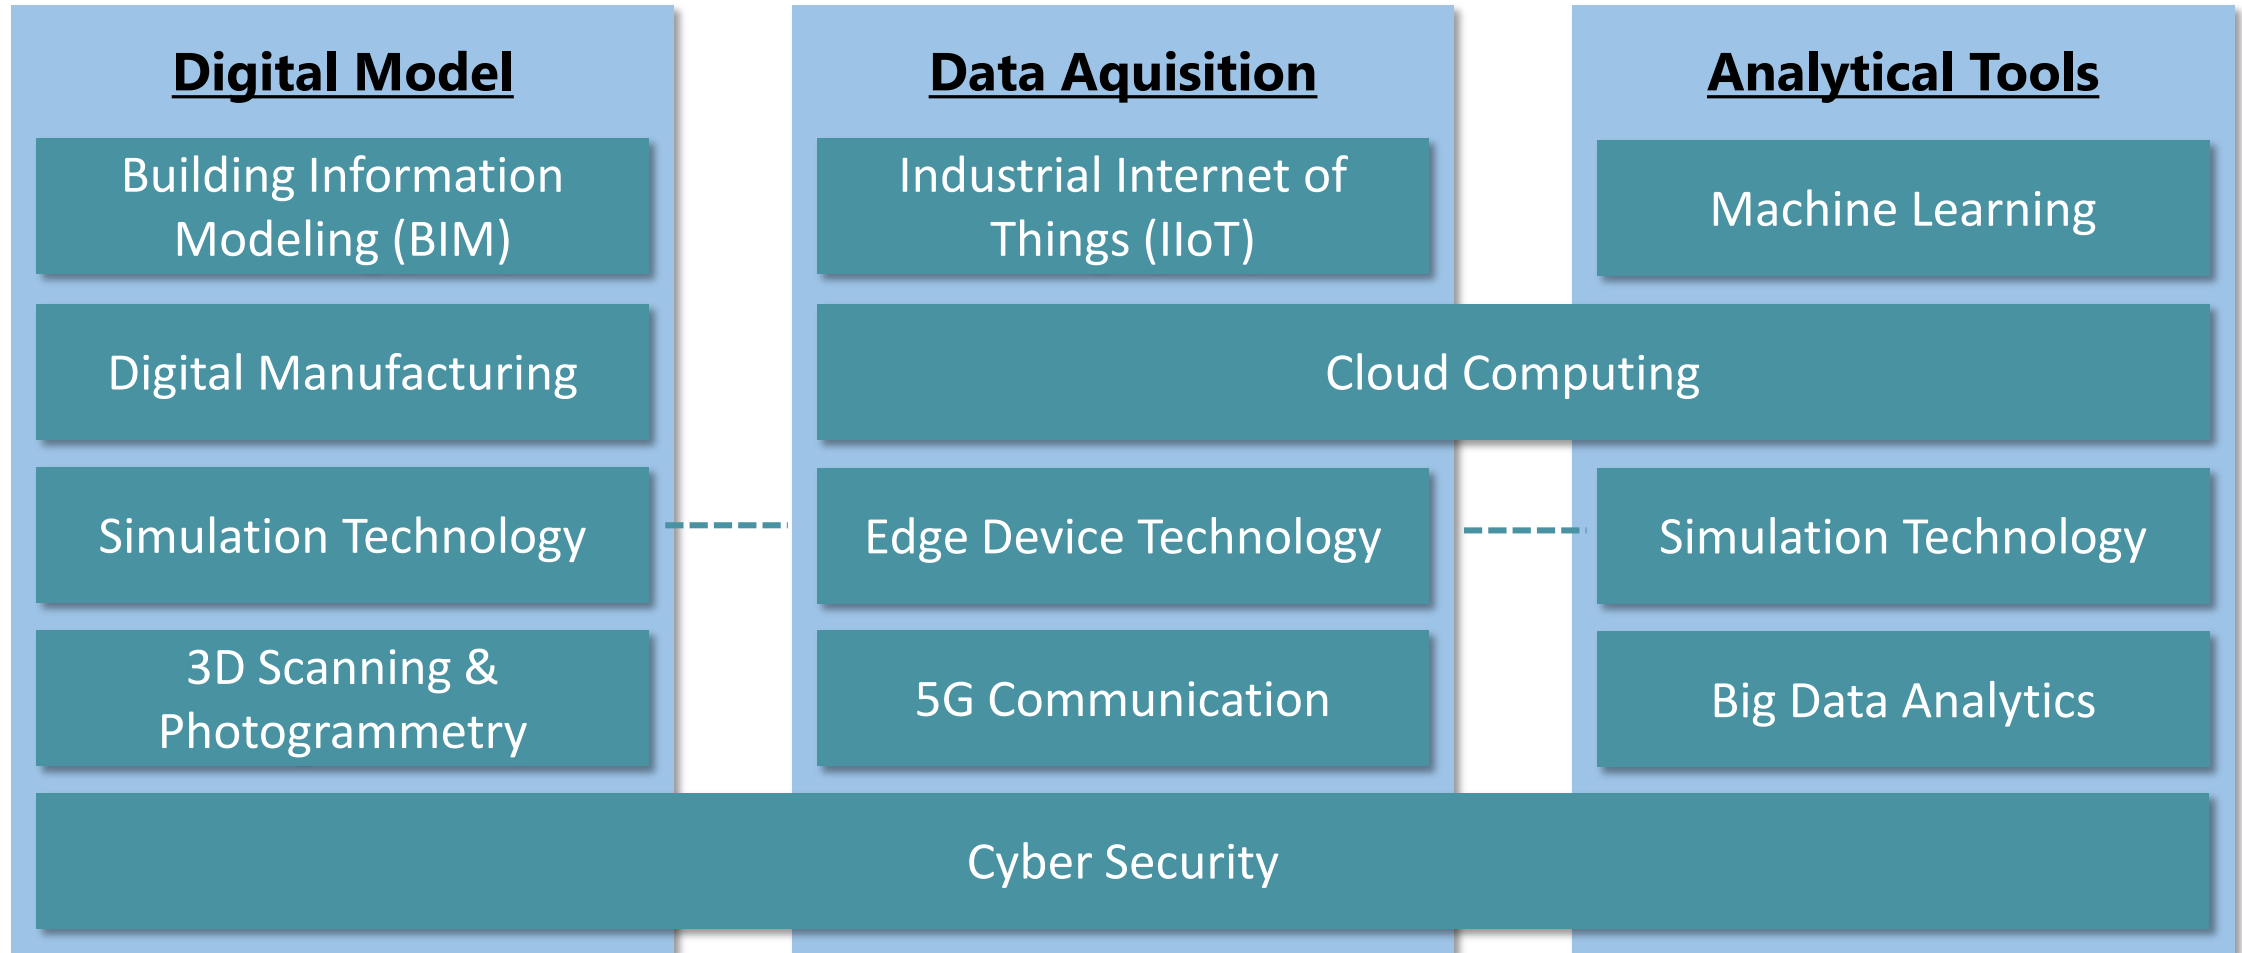 Digital Model
Building Information
Modeling (BIM)
Digital Manufacturing
Simulation Technology
3D Scanning &
Photogrammetry
Data Aquisition
Industrial Internet of
Things (IIoT)
Cloud Computing
Edge Device Technology
5G Communication
Analytical Tools
Machine Learning
Simulation Technology
Big Data Analytics
Cyber Security